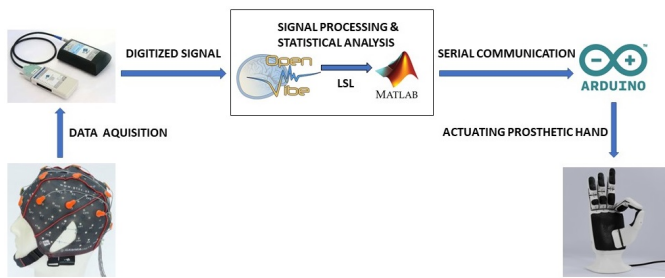 SIGNAL PROCESSING &
STATISTICAL ANALYSIS
DIGITIZED SIGNAL
Open
Vibe
LSL
MATLAB
SERIAL COMMUNICATION
ARDUINO
DATA AQUISITION
ACTUATING PROSTHETIC HAND